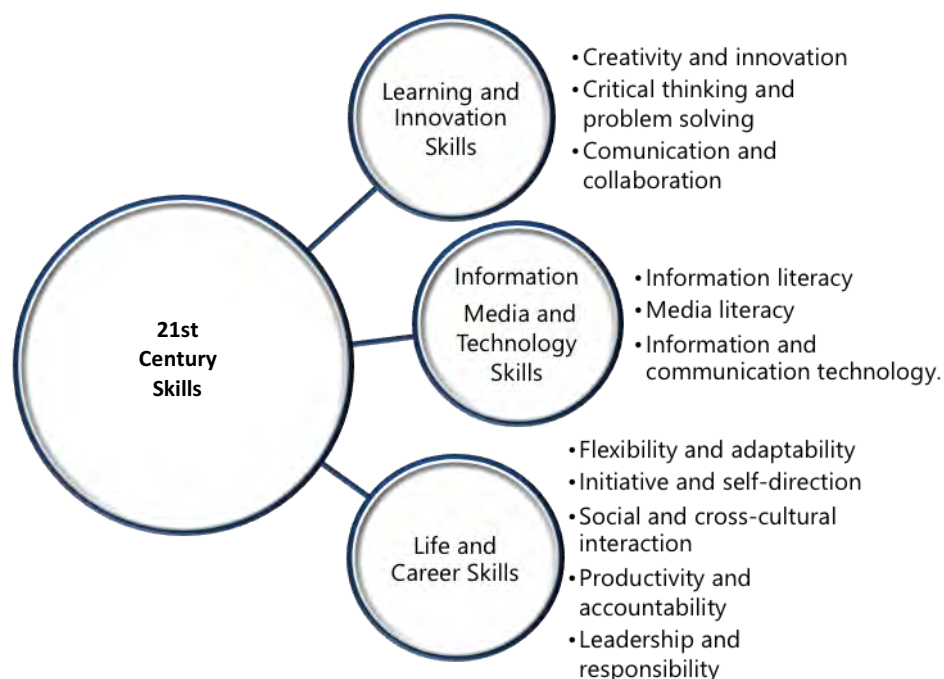 21st
Century
Skills
Learning and
Innovation
Skills
•Creativity and innovation
•Critical thinking and
problem solving
•Comunication and
collaboration
Information
Media and
Technology
Skills
•Information literacy
•Media literacy
•Information and
communication technology.
Life and
Career Skills
•Flexibility and adaptability
•Initiative and self-direction
•Social and cross-cultural
interaction
•Productivity and
accountability
•Leadership and
responsibility